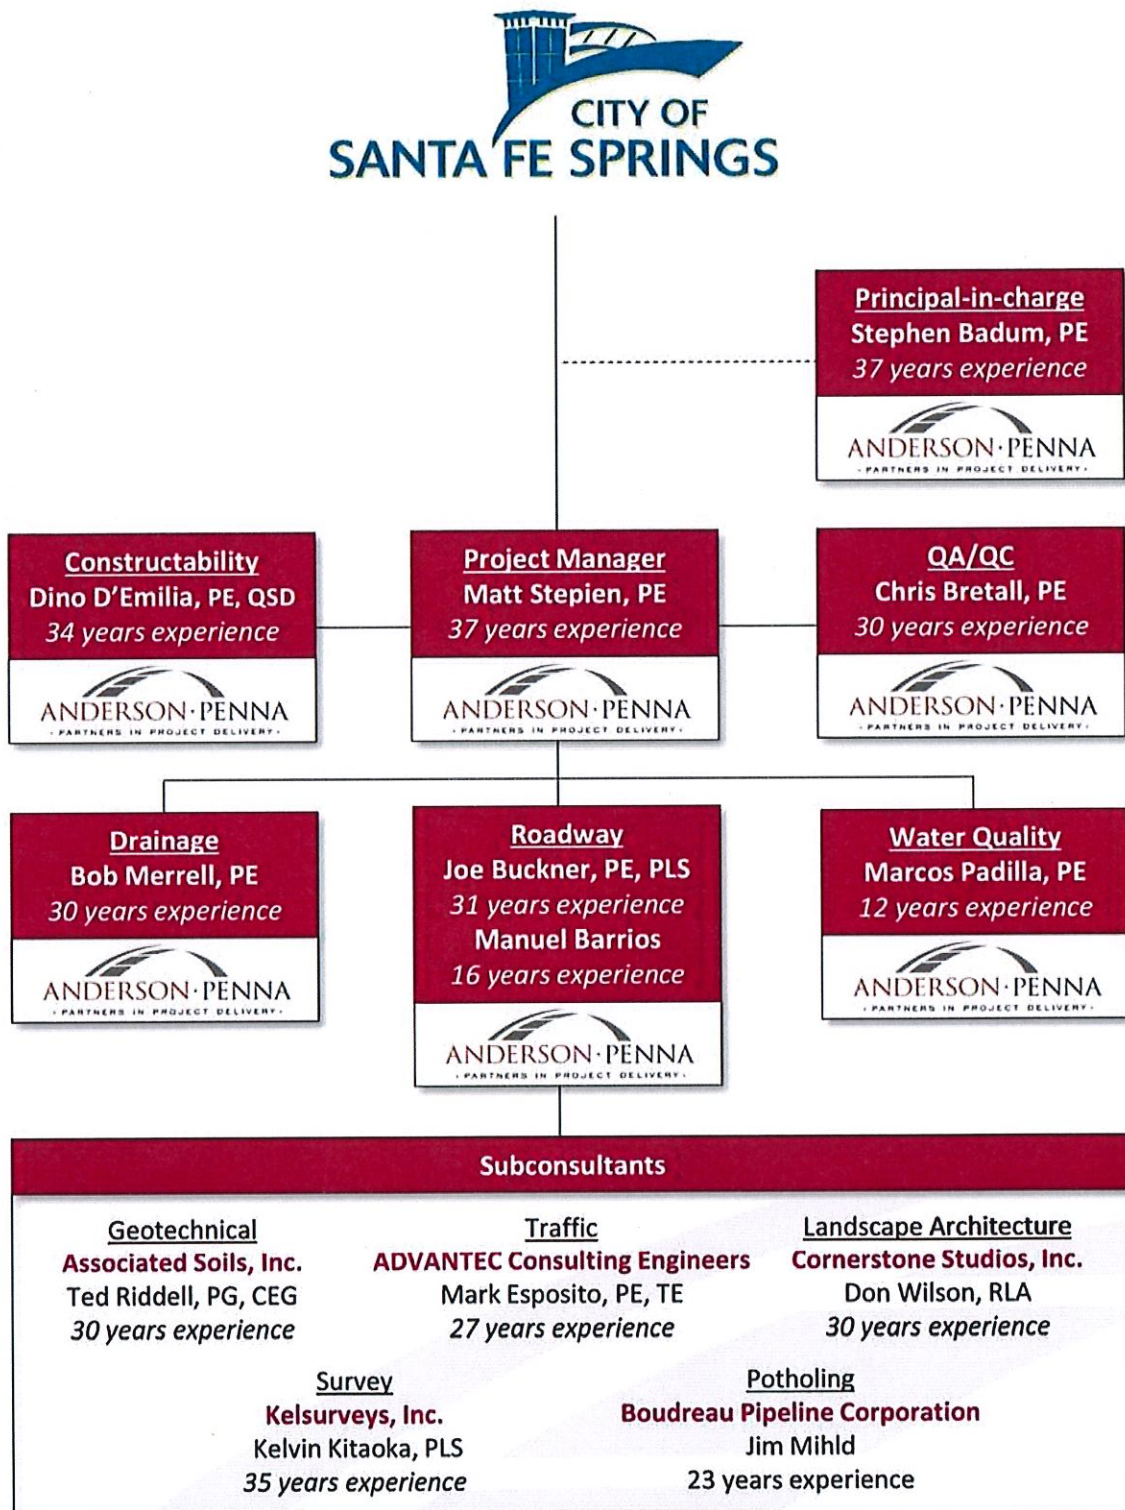 CITY OF
SANTA FE SPRINGS
Principal-in-charge
Stephen Badum, PE
37 years experience
ANDERSON·PENNA
· PARTNERS IN PROJECT DELIVERY ·
Constructability
Dino D'Emilia, PE, QSD
34 years experience
ANDERSON·PENNA
· PARTNERS IN PROJECT DELIVERY ·
Project Manager
Matt Stepien, PE
37 years experience
ANDERSON·PENNA
· PARTNERS IN PROJECT DELIVERY ·
QA/QC
Chris Bretall, PE
30 years experience
ANDERSON·PENNA
· PARTNERS IN PROJECT DELIVERY ·
Drainage
Bob Merrell, PE
30 years experience
ANDERSON·PENNA
· PARTNERS IN PROJECT DELIVERY ·
Roadway
Joe Buckner, PE, PLS
31 years experience
Manuel Barrios
16 years experience
ANDERSON·PENNA
· PARTNERS IN PROJECT DELIVERY ·
Water Quality
Marcos Padilla, PE
12 years experience
ANDERSON·PENNA
· PARTNERS IN PROJECT DELIVERY ·
Subconsultants
Geotechnical
Associated Soils, Inc.
Ted Riddell, PG, CEG
30 years experience
Traffic
ADVANTEC Consulting Engineers
Mark Esposito, PE, TE
27 years experience
Landscape Architecture
Cornerstone Studios, Inc.
Don Wilson, RLA
30 years experience
Survey
Kelsurveys, Inc.
Kelvin Kitaoka, PLS
35 years experience
Potholing
Boudreau Pipeline Corporation
Jim Mihld
23 years experience